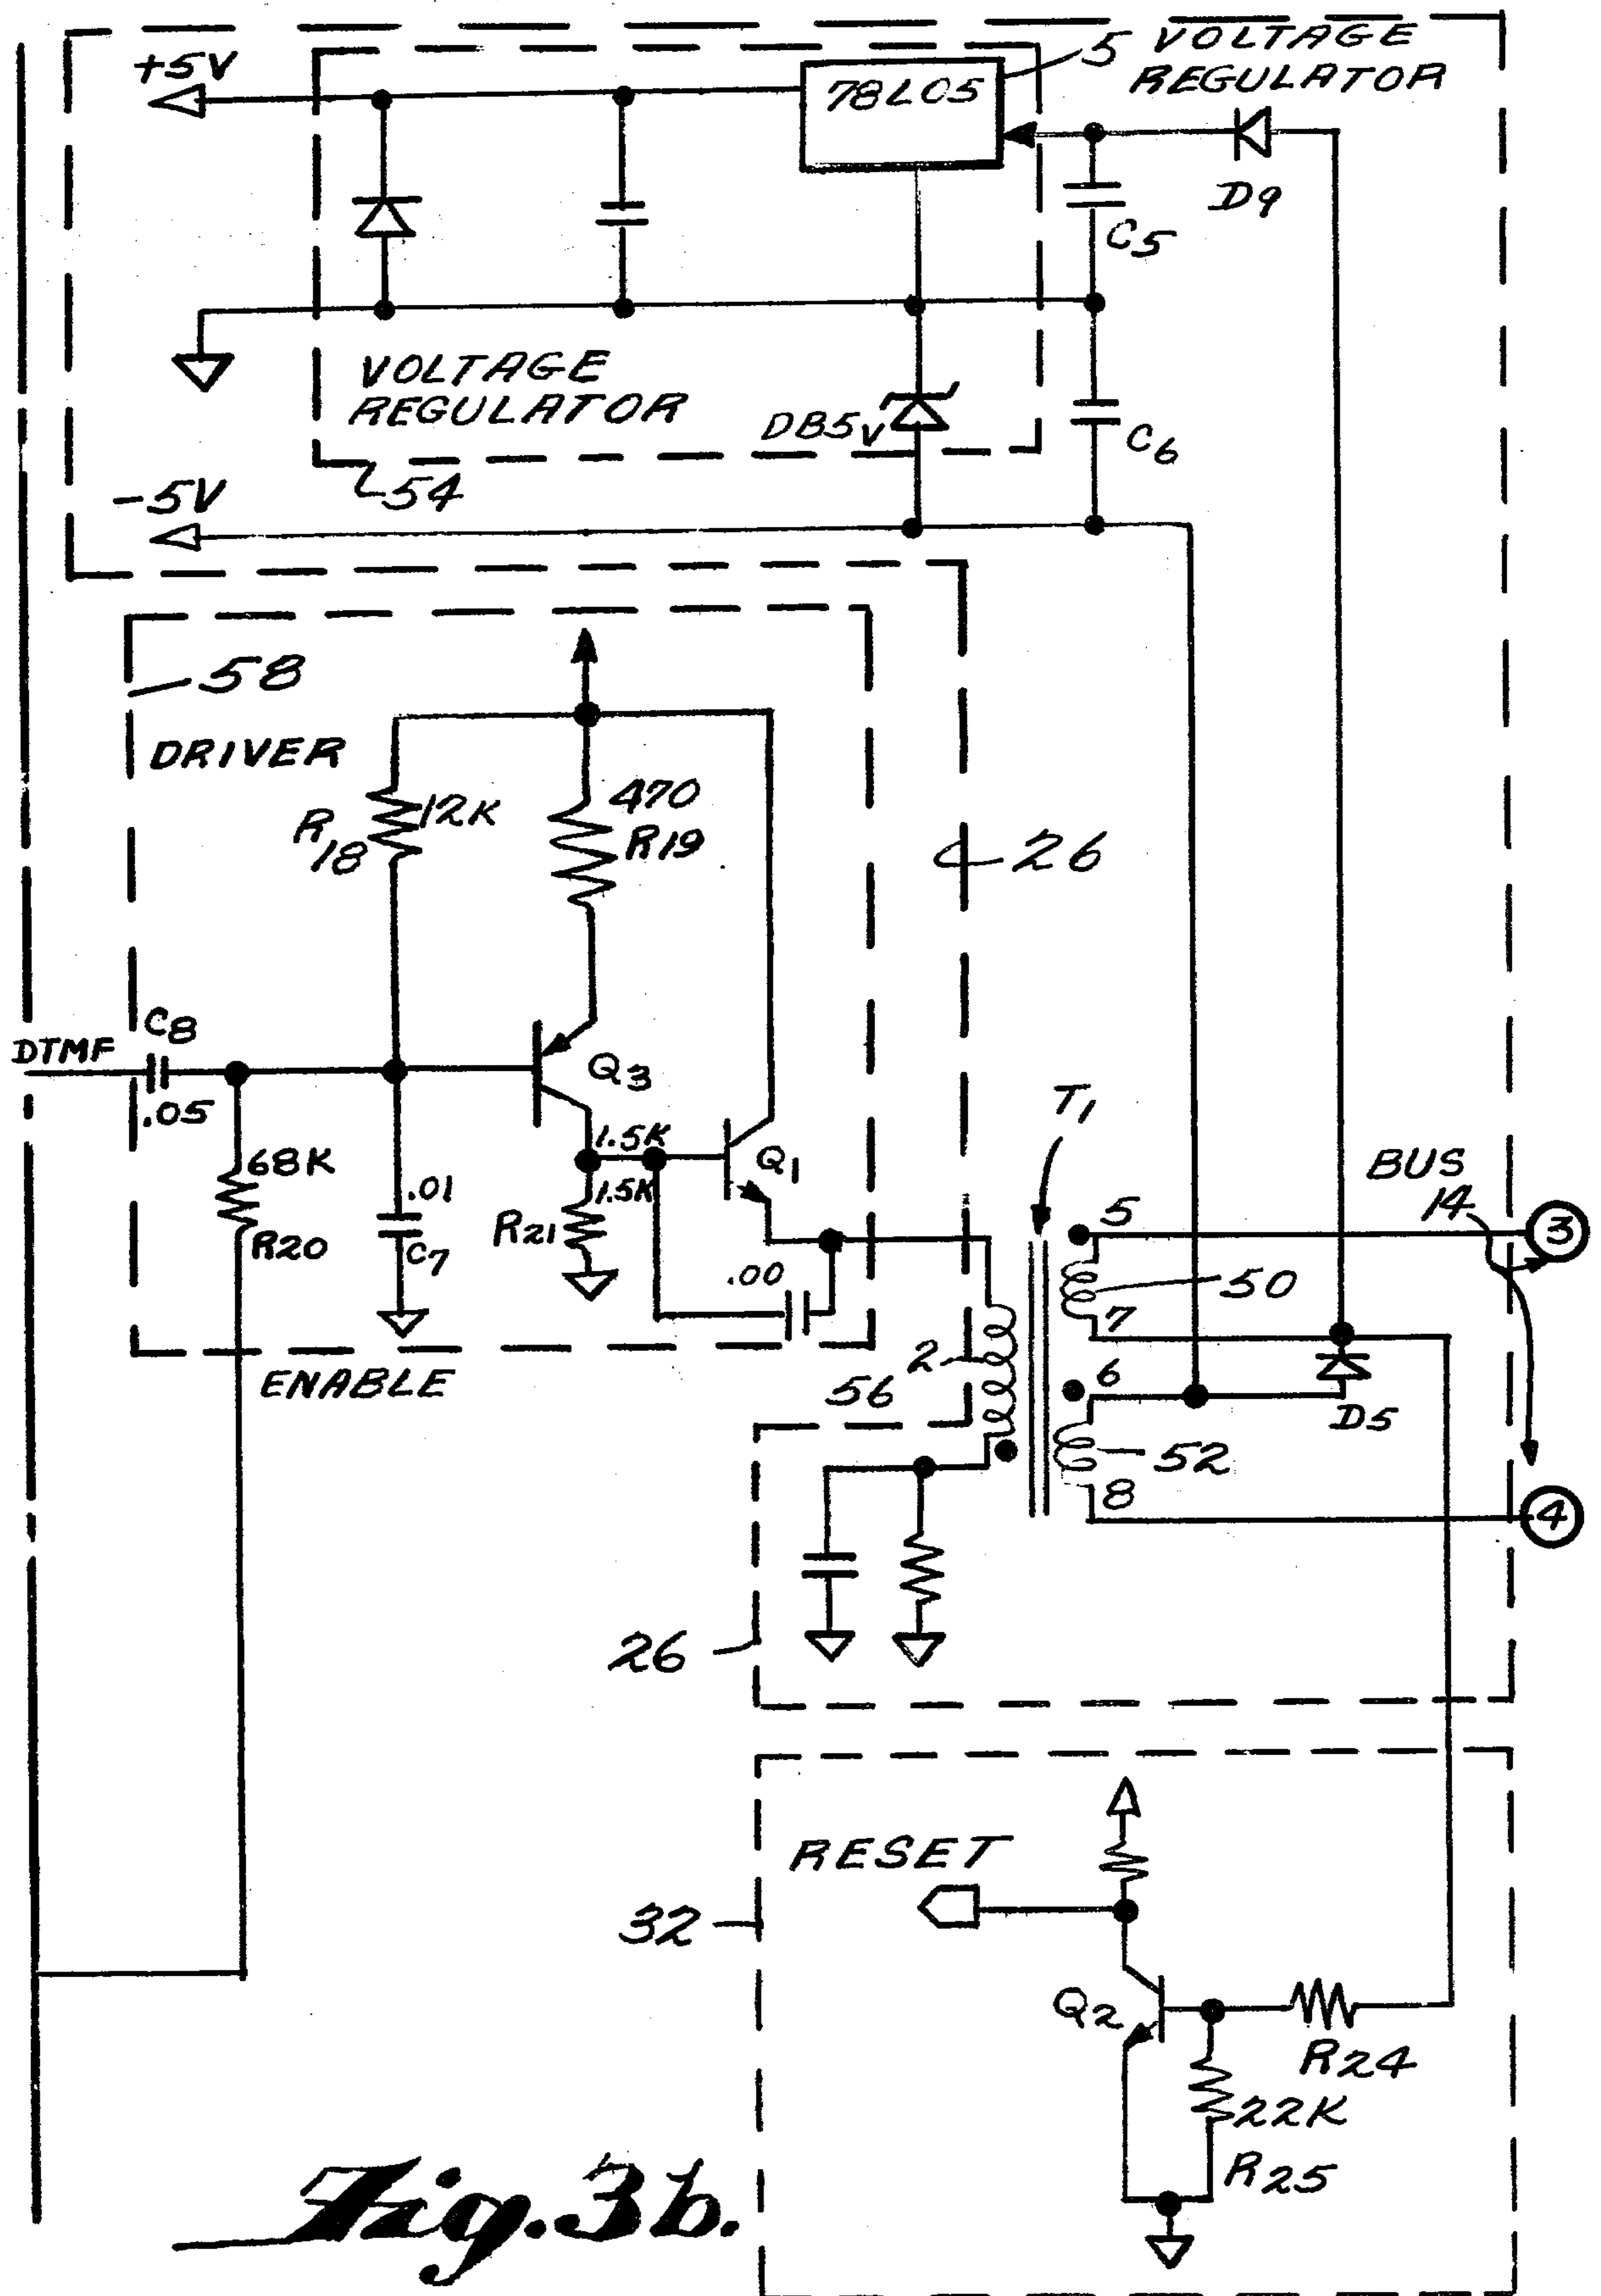 +5V
78L05
5
VOLTAGE
REGULATOR
D9
C5
VOLTAGE
REGULATOR
DB5V
C6
54
-5V
58
DRIVER
R18
12K
470
R19
26
DTMF
C8
.05
Q3
T1
68K
R20
.01
C7
1.5K
1.5K
R21
Q1
BUS
14
5
3
.00
50
7
2
56
6
D5
ENABLE
52
8
4
26
RESET
32
Q2
R24
22K
R25
Fig. 3b.